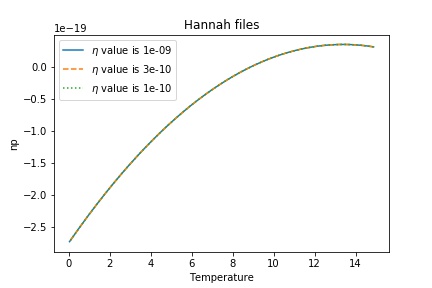 Hannah files
1e−19
η value is 1e-09
η value is 3e-10
η value is 1e-10
0.0
−0.5
−1.0
−1.5
−2.0
−2.5
np
0 2 4 6 8 10 12 14
Temperature